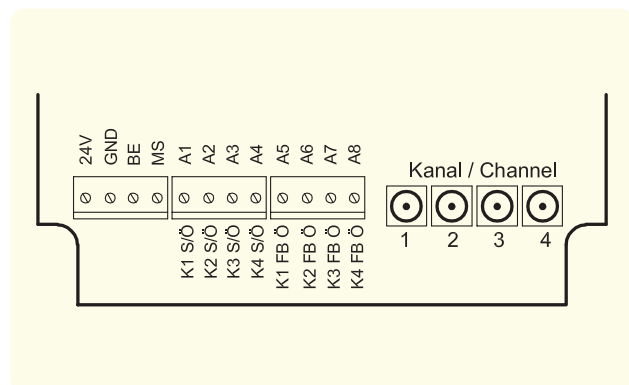 24V
GND
BE
MS
A1
A2
A3
A4
A5
A6
A7
A8
Kanal / Channel
1 2 3 4
K1 S/Ö
K2 S/Ö
K3 S/Ö
K4 S/Ö
K1 FB Ö
K2 FB Ö
K3 FB Ö
K4 FB Ö